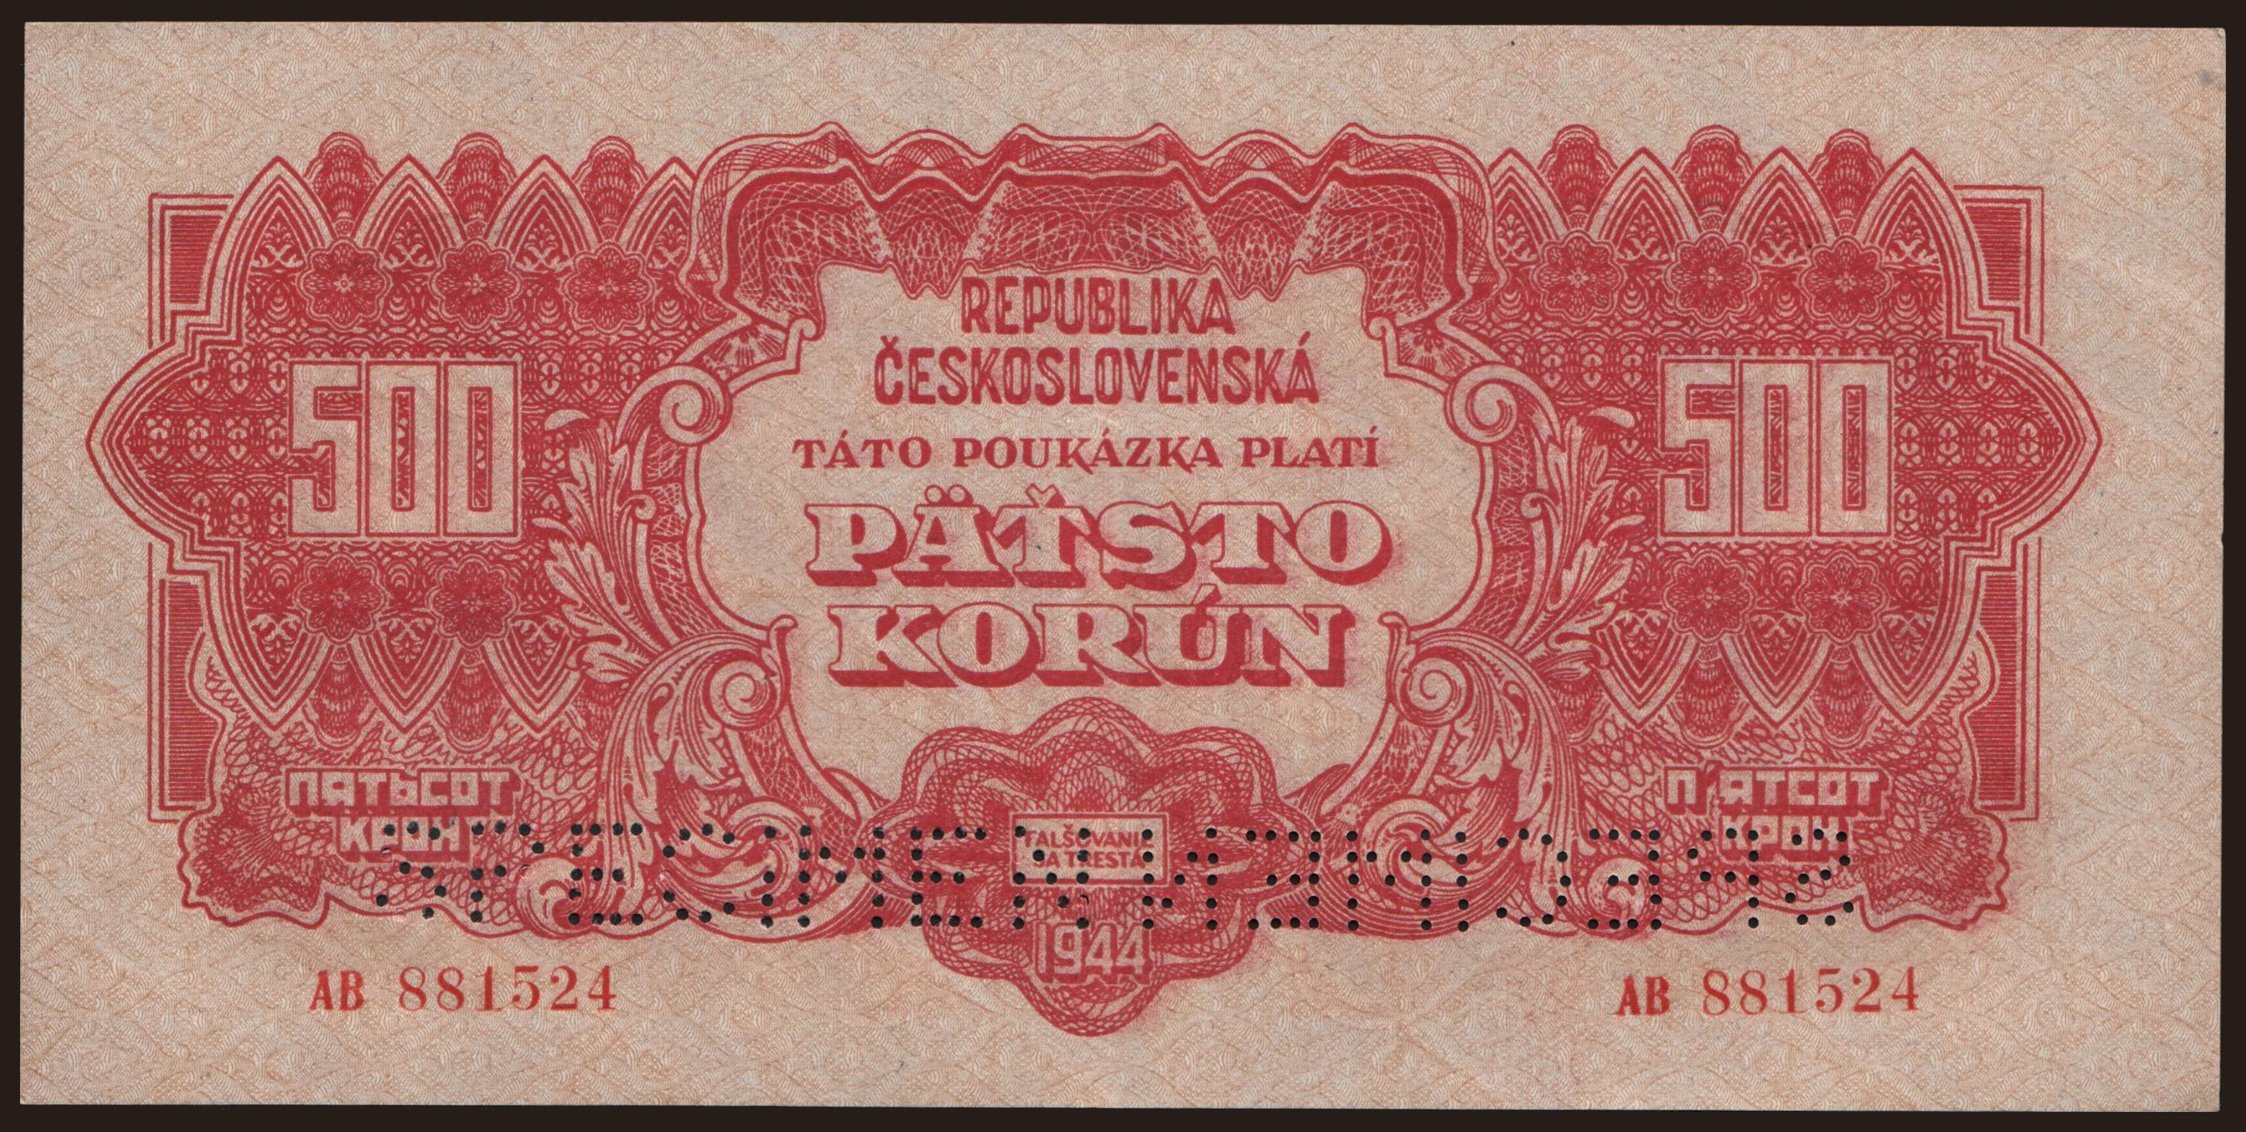 REPUBLIKA
ČESKOSLOVENSKÁ
TÁTO POUKÁZKA PLATÍ
500
500
PÄŤSTO
KORÚN
ПЯТЬСОТ
КРОН
П'ЯТСОТ
КРОН
FALŠOVANIE
SA TRESTÁ
1944
AB 881524
AB 881524